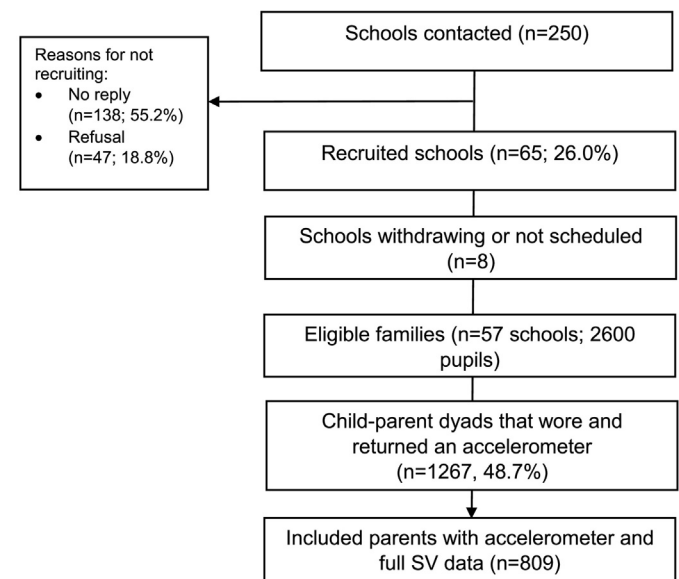 Schools contacted (n=250)
Reasons for not
recruiting:
• No reply
(n=138; 55.2%)
• Refusal
(n=47; 18.8%)
Recruited schools (n=65; 26.0%)
Schools withdrawing or not scheduled
(n=8)
Eligible families (n=57 schools; 2600
pupils)
Child-parent dyads that wore and
returned an accelerometer
(n=1267, 48.7%)
Included parents with accelerometer and
full SV data (n=809)